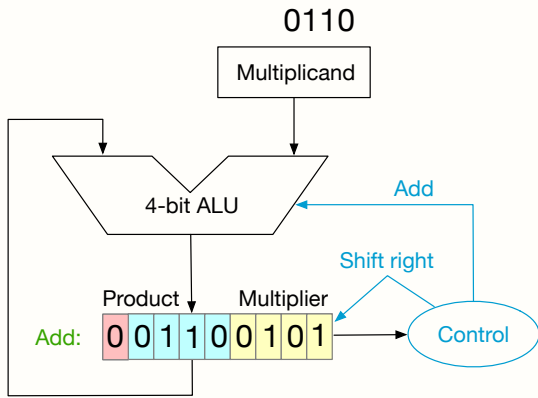 0110
Multiplicand
4-bit ALU
Add
Shift right
Product Multiplier
Add: 0 0 1 1 0 0 1 0 1
Control